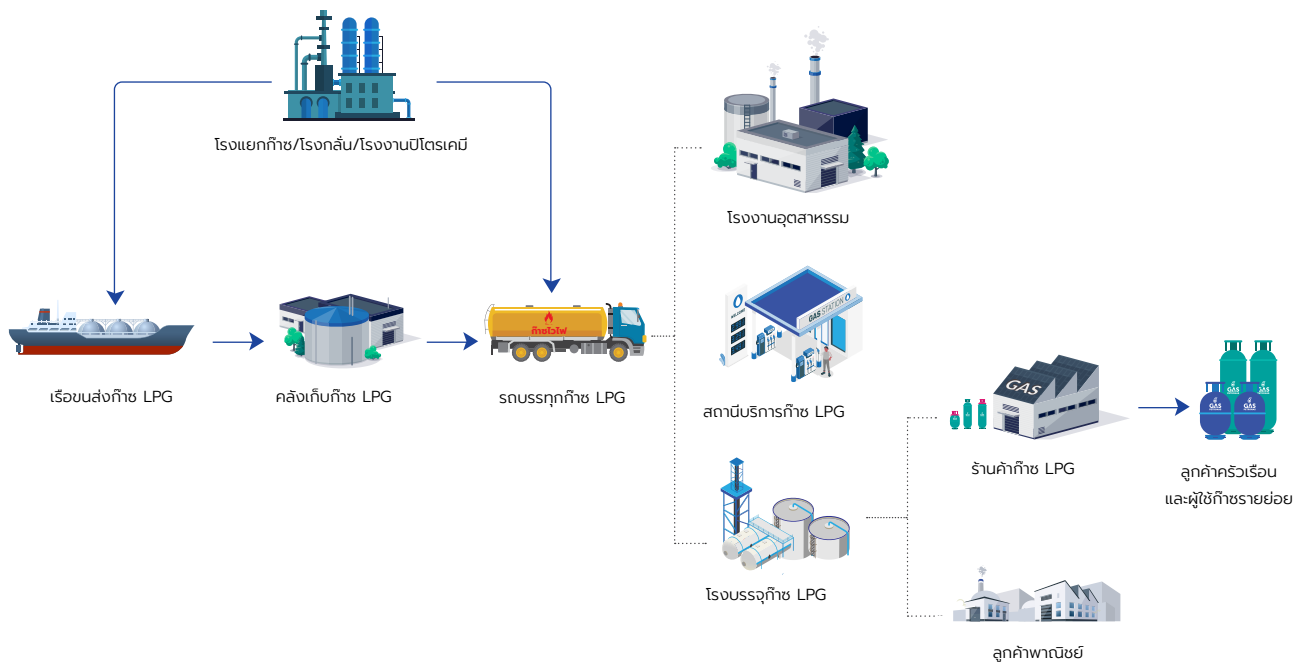 โรงแยกก๊าซ/โรงกลั่น/โรงงานปิโตรเคมี
โรงงานอุตสาหรรม
ก๊าซไวไฟ
WELCOME
GAS STATION
เรือขนส่งก๊าซ LPG
คลังเก็บก๊าซ LPG
รถบรรทุกก๊าซ LPG
สถานีบริการก๊าซ LPG
GAS
GAS
GAS
GAS
GAS
ร้านค้าก๊าซ LPG
ลูกค้าครัวเรือน
และผู้ใช้ก๊าซรายย่อย
โรงบรรจุก๊าซ LPG
ลูกค้าพาณิชย์